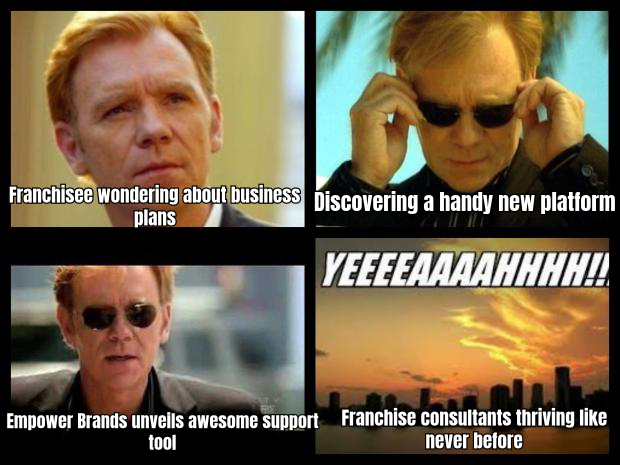 Franchisee wondering about business
plans
Discovering a handy new platform
Empower Brands unveils awesome support
tool
YEEEEAAAAHHHH!!!
Franchise consultants thriving like
never before